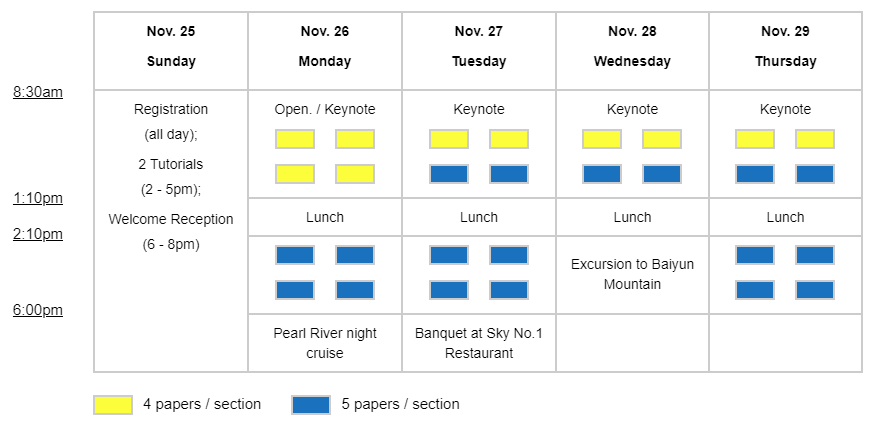 Nov. 25
Sunday
Nov. 26
Monday
Nov. 27
Tuesday
Nov. 28
Wednesday
Nov. 29
Thursday
8:30am
Registration
(all day);
2 Tutorials
(2 - 5pm);
Welcome Reception
(6 - 8pm)
Open. / Keynote
Keynote
Keynote
Keynote
1:10pm
Lunch
Lunch
Lunch
Lunch
2:10pm
Excursion to Baiyun
Mountain
6:00pm
Pearl River night
cruise
Banquet at Sky No.1
Restaurant
4 papers / section
5 papers / section